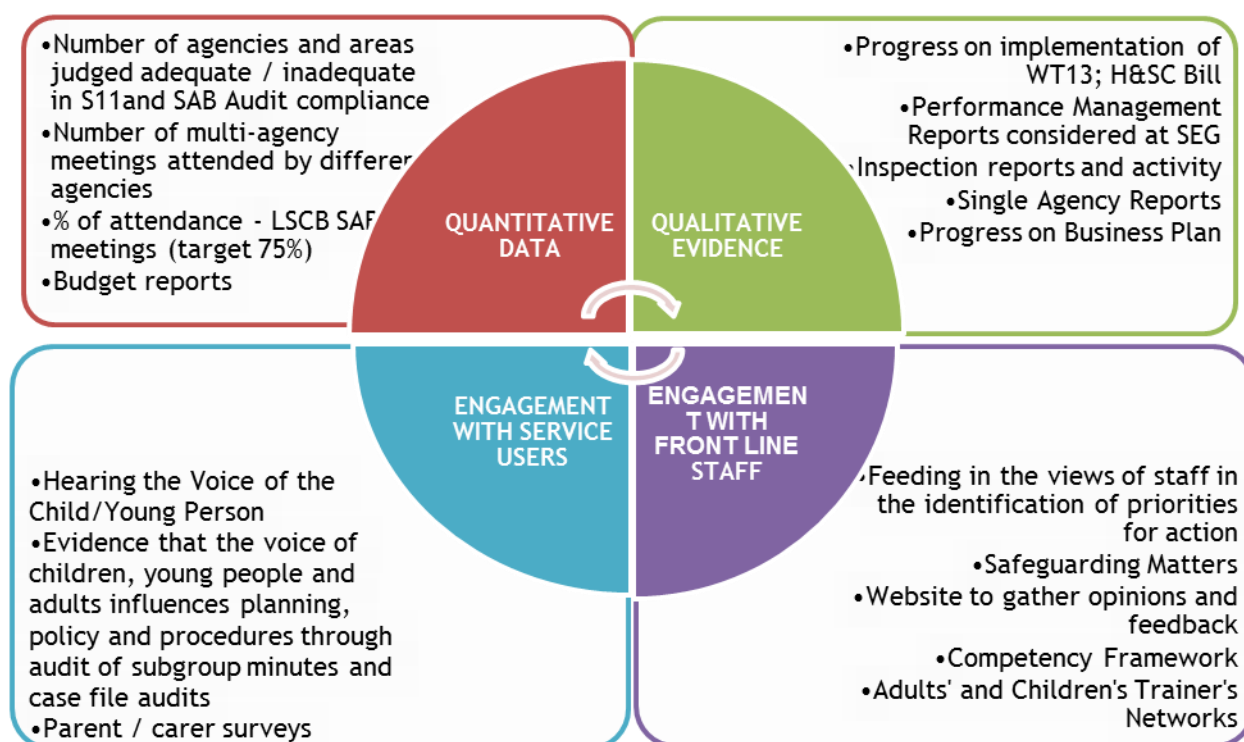 •Number of agencies and areas
judged adequate / inadequate
in S11and SAB Audit compliance
•Number of multi-agency
meetings attended by differen
agencies
•% of attendance - LSCB SAB
meetings (target 75%)
•Budget reports
QUANTITATIVE
DATA
•Progress on implementation of
WT13; H&SC Bill
•Performance Management
Reports considered at SEG
•Inspection reports and activity
•Single Agency Reports
•Progress on Business Plan
QUALITATIVE
EVIDENCE
ENGAGEMENT
WITH SERVICE
USERS
•Hearing the Voice of the
Child/Young Person
•Evidence that the voice of
children, young people and
adults influences planning,
policy and procedures through
audit of subgroup minutes and
case file audits
•Parent / carer surveys
ENGAGEMEN
T WITH
FRONT LINE
STAFF
•Feeding in the views of staff in
the identification of priorities
for action
•Safeguarding Matters
•Website to gather opinions and
feedback
•Competency Framework
•Adults' and Children's Trainer's
Networks